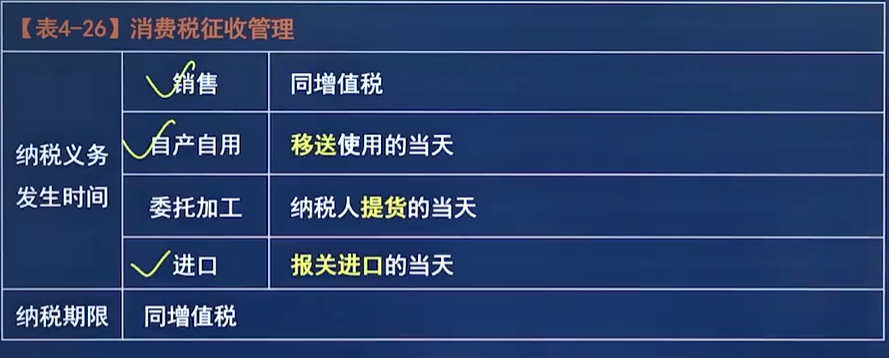 【表4-26】消费税征收管理
纳税义务
发生时间
销售
同增值税
自产自用
移送使用的当天
委托加工
纳税人提货的当天
进口
报关进口的当天
纳税期限
同增值税